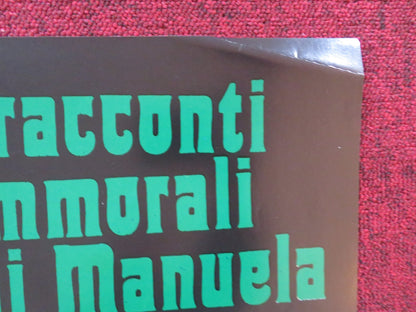 racconti
mmorali
i Manuela